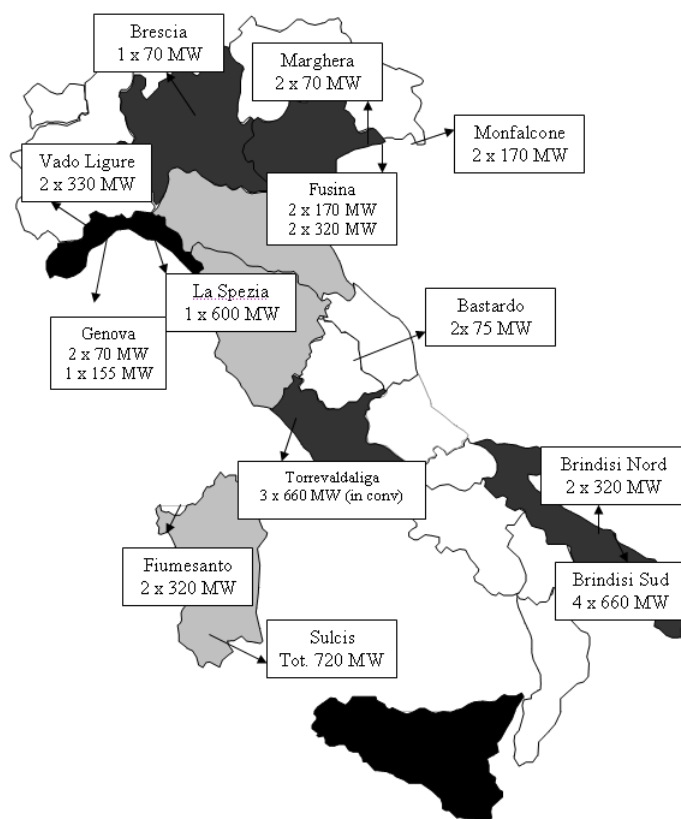 Brescia
1 x 70 MW
Marghera
2 x 70 MW
Monfalcone
2 x 170 MW
Vado Ligure
2 x 330 MW
Fusina
2 x 170 MW
2 x 320 MW
La Spezia
1 x 600 MW
Bastardo
2x 75 MW
Genova
2 x 70 MW
1 x 155 MW
Torrevaldaliga
3 x 660 MW (in conv)
Brindisi Nord
2 x 320 MW
Fiumesanto
2 x 320 MW
Brindisi Sud
4 x 660 MW
Sulcis
Tot. 720 MW